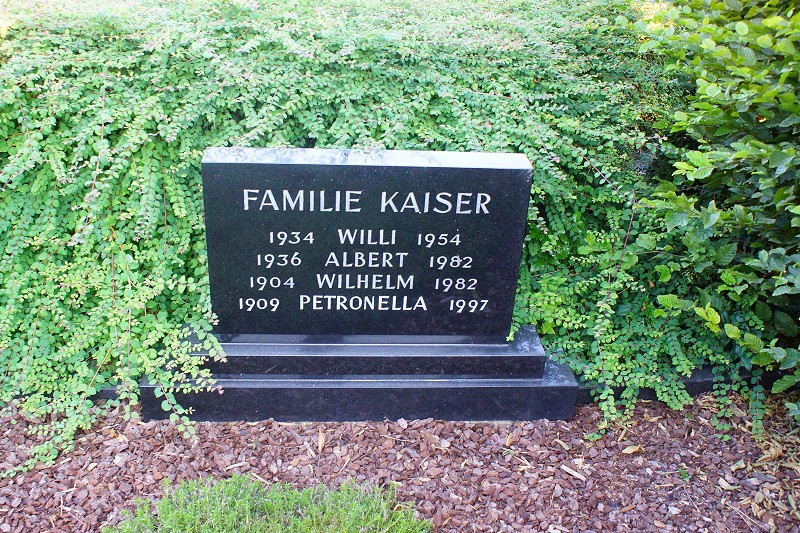 FAMILIE KAISER
1934 WILLI 1954
1936 ALBERT 1982
1904 WILHELM 1982
1909 PETRONELLA 1997